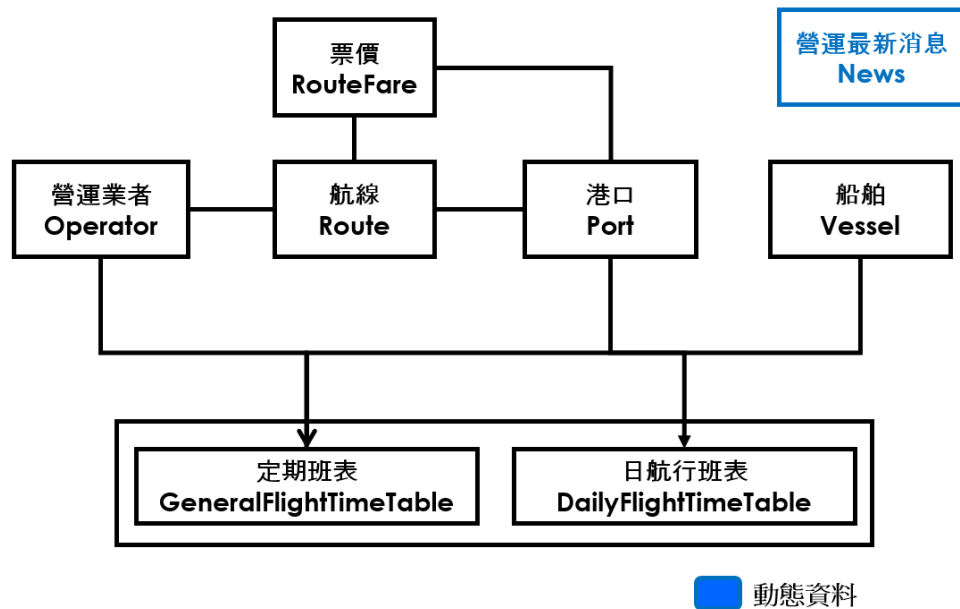 票價
RouteFare
營運最新消息
News
營運業者
Operator
航線
Route
港口
Port
船舶
Vessel
定期班表
GeneralFlightTimeTable
日航行班表
DailyFlightTimeTable
動態資料